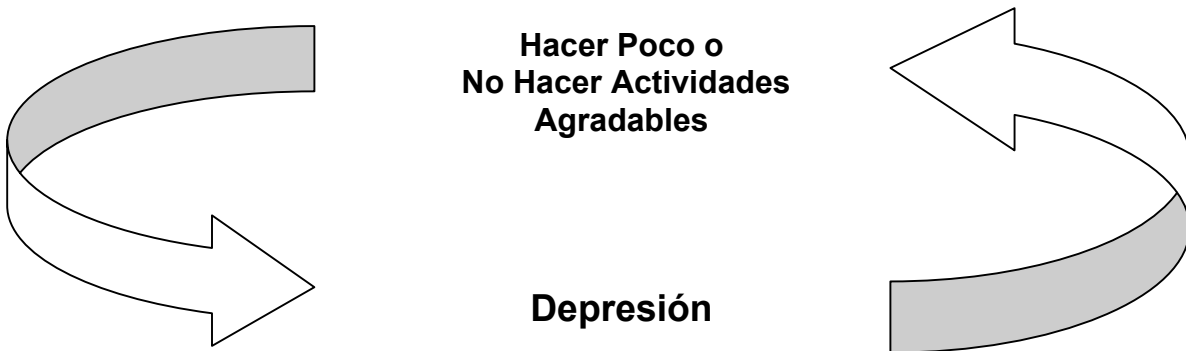 Hacer Poco o
No Hacer Actividades
Agradables
Depresión